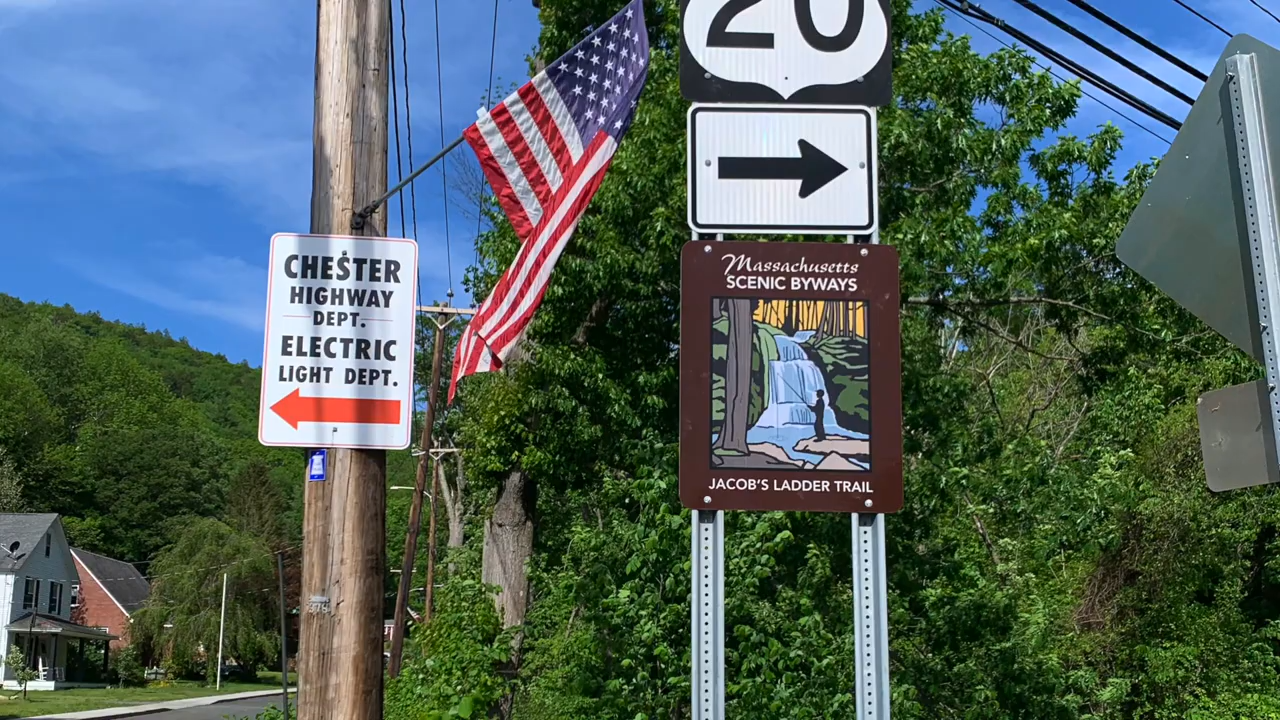 CHESTER
HIGHWAY
DEPT.
ELECTRIC
LIGHT DEPT.
20
Massachusetts
SCENIC BYWAYS
JACOB'S LADDER TRAIL